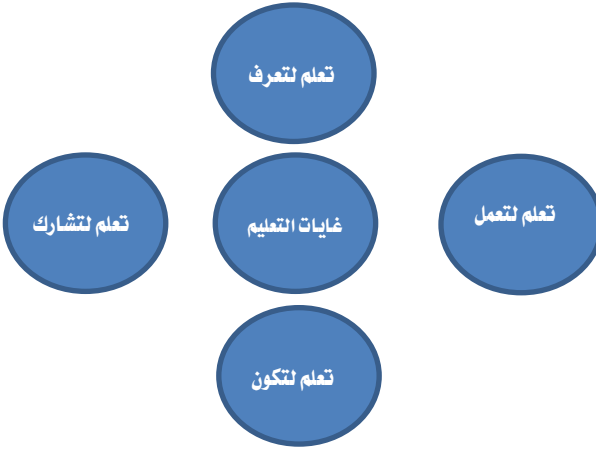 تعلم لتعرف
تعلم لتعمل
غايات التعليم
تعلم لتشارك
تعلم لتكون